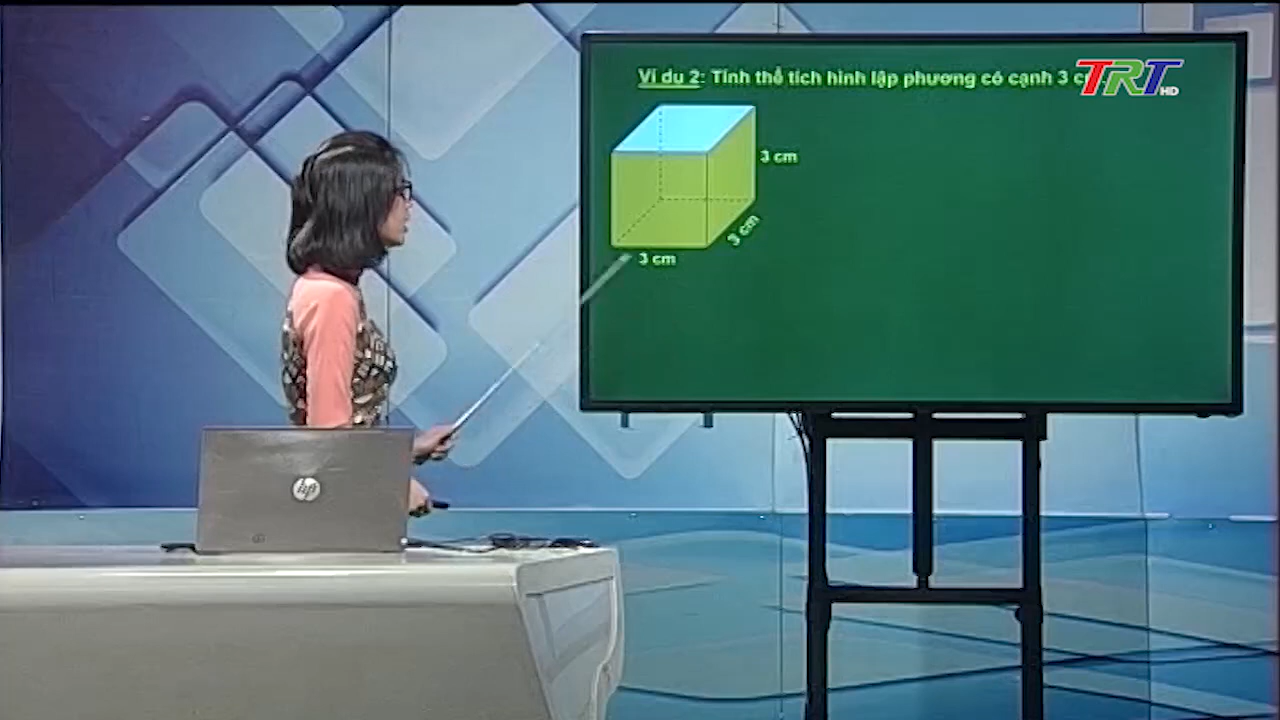 Ví dụ 2: Tính thể tích hình lập phương có cạnh 3
TRT HD
3 cm
3 cm
3 cm
hp